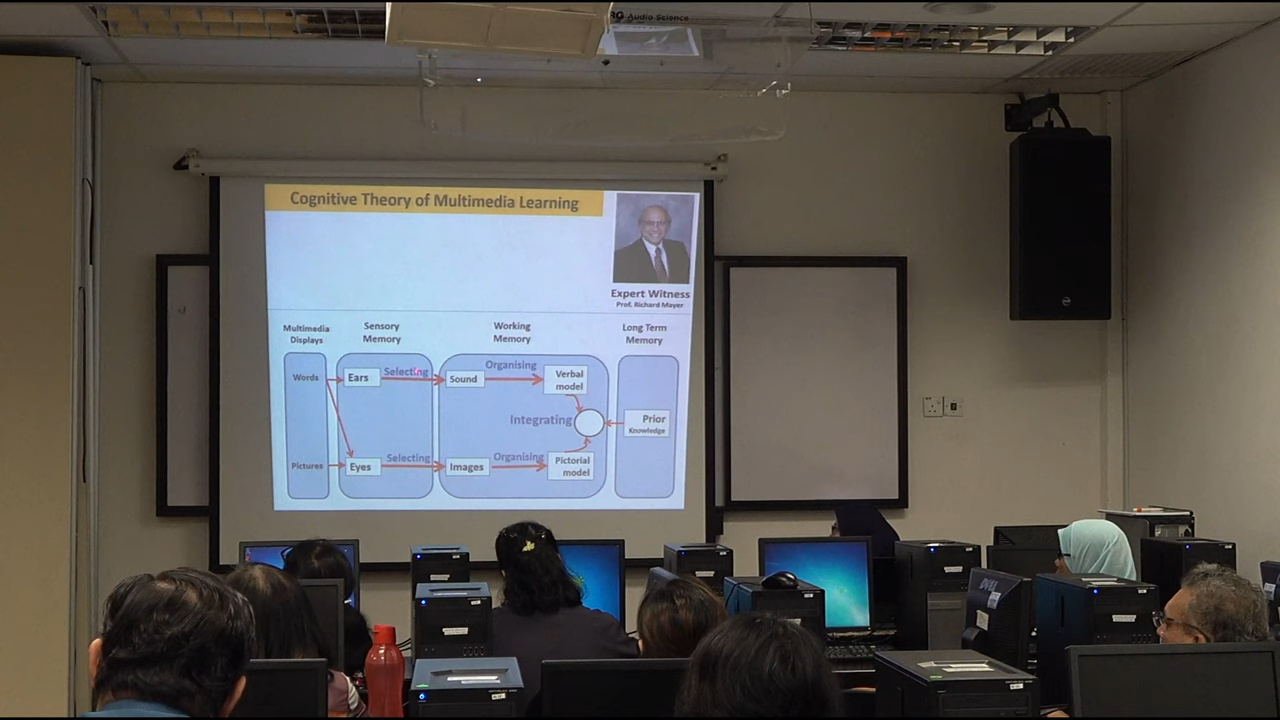 RG Audio Science
Cognitive Theory of Multimedia Learning
Expert Witness
Prof. Richard Mayer
Multimedia
Displays
Sensory
Memory
Working
Memory
Long Term
Memory
Words
Ears
Selecting
Sound
Organising
Verbal
model
Integrating
Prior
Knowledge
Pictures
Eyes
Selecting
Images
Organising
Pictorial
model
DELL